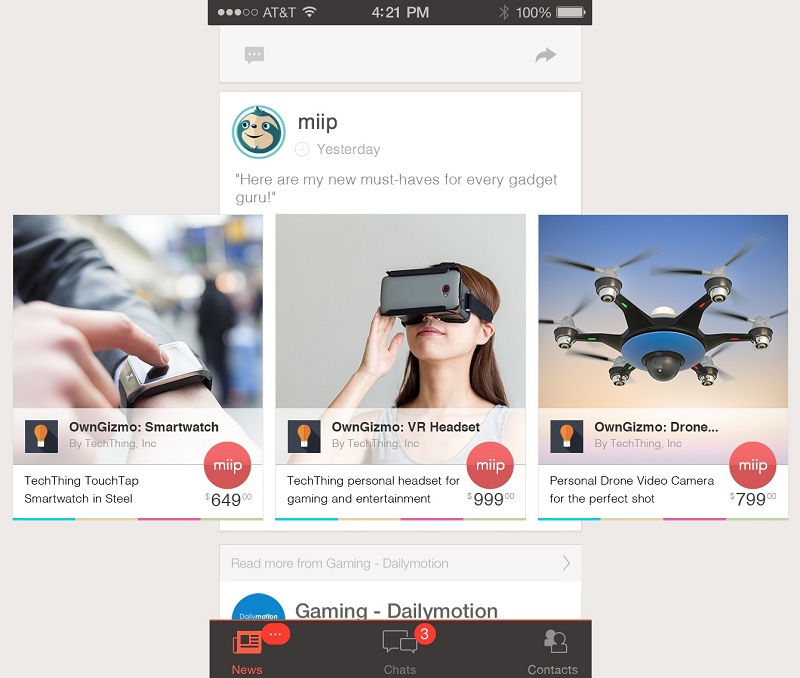 AT&T 4:21 PM 100%
miip
Yesterday
"Here are my new must-haves for every gadget
guru!"
OwnGizmo: Smartwatch
By TechThing, Inc
miip
TechThing TouchTap
Smartwatch in Steel
$649.00
OwnGizmo: VR Headset
By TechThing, Inc
miip
TechThing personal headset for
gaming and entertainment
$999.00
OwnGizmo: Drone...
By TechThing, Inc
miip
Personal Drone Video Camera
for the perfect shot
$799.00
Read more from Gaming - Dailymotion
Dailymotion
Gaming - Dailymotion
...
3
News
Chats
Contacts